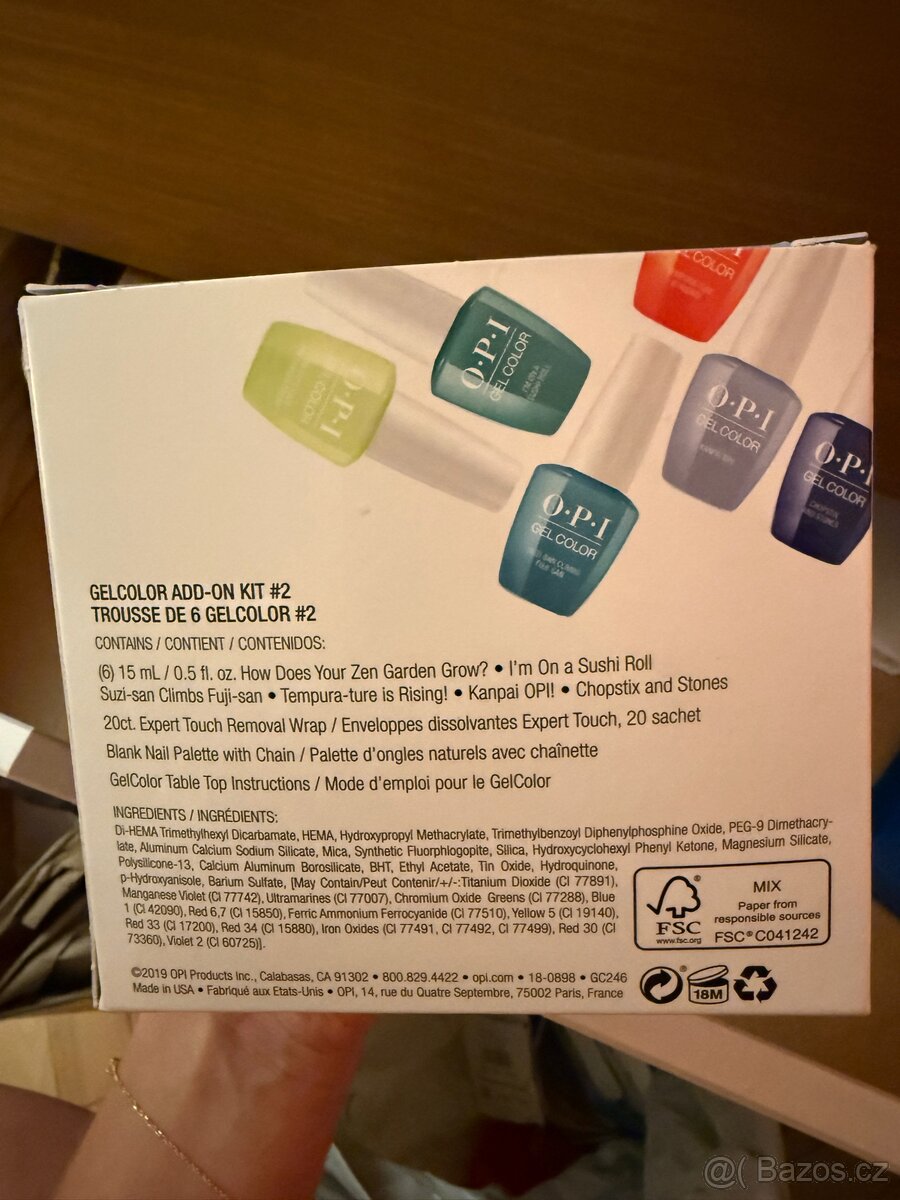 GEL COLOR
O·P·I
GEL COLOR
I'M ON A
SUSHI ROLL
O·P·I
GELCOLOR
O·P·I
GEL COLOR
O·P·I
GEL COLOR
CHOPSTIX
AND STONES
O·P·I
GEL COLOR
SUZI-SAN CLIMBS
FUJI-SAN
GELCOLOR ADD-ON KIT #2
TROUSSE DE 6 GELCOLOR #2
CONTAINS / CONTIENT / CONTENIDOS:
(6) 15 mL / 0.5 fl. oz. How Does Your Zen Garden Grow? • I'm On a Sushi Roll
Suzi-san Climbs Fuji-san • Tempura-ture is Rising! • Kanpai OPI! • Chopstix and Stones
20ct. Expert Touch Removal Wrap / Enveloppes dissolvantes Expert Touch, 20 sachet
Blank Nail Palette with Chain / Palette d'ongles naturels avec chaînette
GelColor Table Top Instructions / Mode d'emploi pour le GelColor
INGREDIENTS / INGRÉDIENTS:
Di-HEMA Trimethylhexyl Dicarbamate, HEMA, Hydroxypropyl Methacrylate, Trimethylbenzoyl Diphenylphosphine Oxide, PEG-9 Dimethacry-
late, Aluminum Calcium Sodium Silicate, Mica, Synthetic Fluorphlogopite, Silica, Hydroxycyclohexyl Phenyl Ketone, Magnesium Silicate,
Polysilicone-13, Calcium Aluminum Borosilicate, BHT, Ethyl Acetate, Tin Oxide, Hydroquinone,
p-Hydroxyanisole, Barium Sulfate, [May Contain/Peut Contenir/+/-:Titanium Dioxide (CI 77891),
Manganese Violet (CI 77742), Ultramarines (CI 77007), Chromium Oxide Greens (CI 77288), Blue
1 (CI 42090), Red 6,7 (CI 15850), Ferric Ammonium Ferrocyanide (CI 77510), Yellow 5 (CI 19140),
Red 33 (CI 17200), Red 34 (CI 15880), Iron Oxides (CI 77491, CI 77492, CI 77499), Red 30 (CI
73360), Violet 2 (CI 60725)].
FSC
www.fsc.org
MIX
Paper from
responsible sources
FSC® C041242
©2019 OPI Products Inc., Calabasas, CA 91302 • 800.829.4422 • opi.com • 18-0898 • GC246
Made in USA • Fabriqué aux Etats-Unis • OPI, 14, rue du Quatre Septembre, 75002 Paris, France
18M
@( Bazos.cz